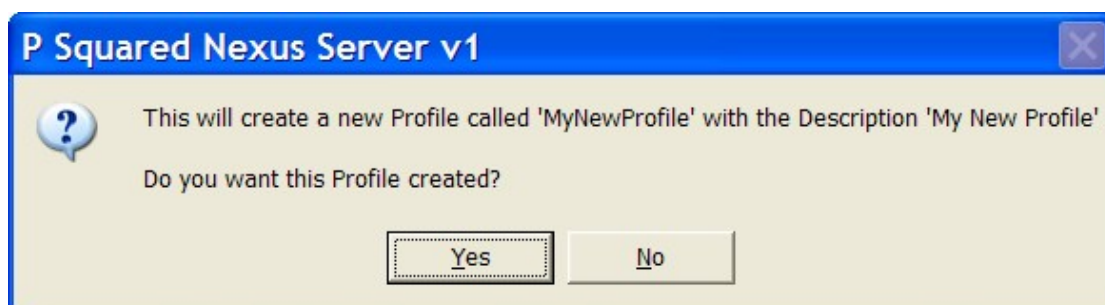 P Squared Nexus Server v1
This will create a new Profile called 'MyNewProfile' with the Description 'My New Profile'
Do you want this Profile created?
Yes
No